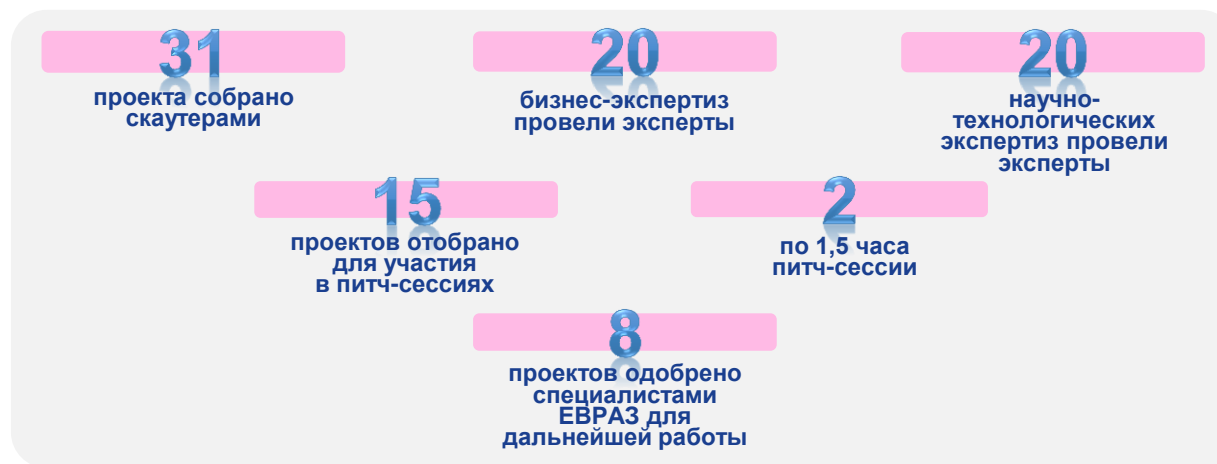 31
проекта собрано
скаутерами
20
бизнес-экспертиз
провели эксперты
20
научно-
технологических
экспертиз провели
эксперты
15
проектов отобрано
для участия
в питч-сессиях
2
по 1,5 часа
питч-сессии
8
проектов одобрено
специалистами
ЕВРАЗ для
дальнейшей работы